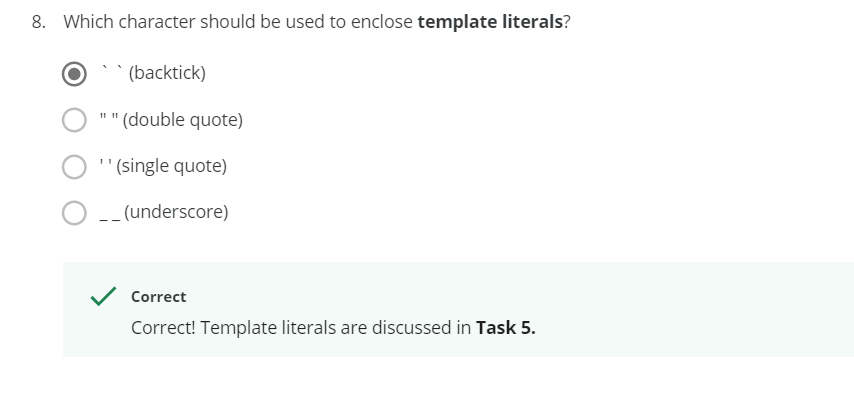 8. Which character should be used to enclose template literals?
` ` (backtick)
" " (double quote)
' ' (single quote)
_ _ (underscore)
Correct
Correct! Template literals are discussed in Task 5.